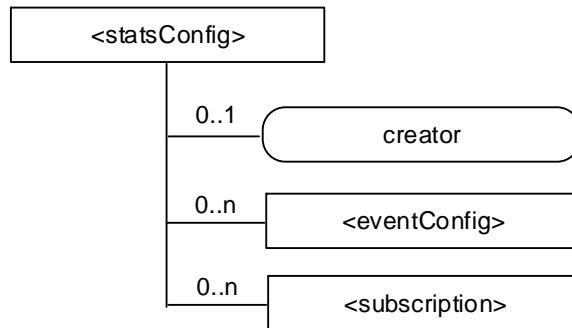 <statsConfig>
0..1
creator
0..n
<eventConfig>
0..n
<subscription>